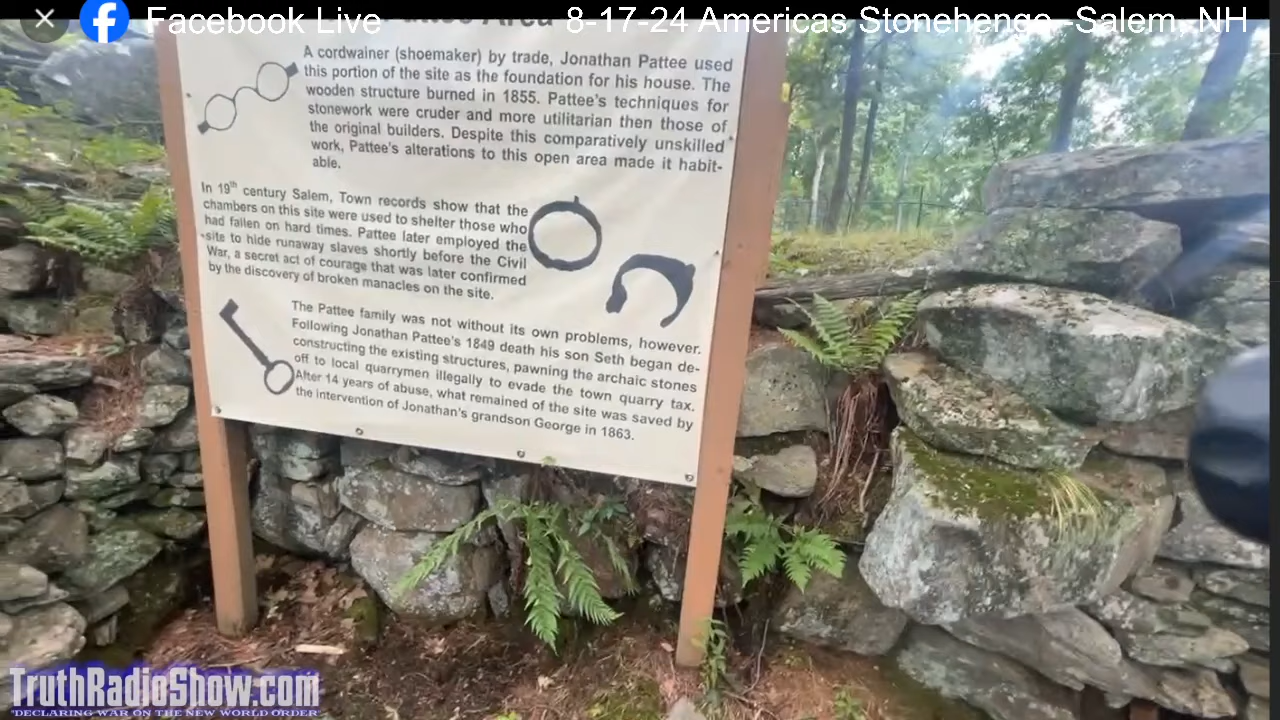 Facebook Live
8-17-24 Americas Stonehenge -Salem, NH
Area
A cordwainer (shoemaker) by trade, Jonathan Pattee used
this portion of the site as the foundation for his house. The
wooden structure burned in 1855. Pattee's techniques for
stonework were cruder and more utilitarian then those of
the original builders. Despite this comparatively unskilled
work, Pattee's alterations to this open area made it habit-
able.
In 19th century Salem, Town records show that the
chambers on this site were used to shelter those who
had fallen on hard times. Pattee later employed the
site to hide runaway slaves shortly before the Civil
War, a secret act of courage that was later confirmed
by the discovery of broken manacles on the site.
The Pattee family was not without its own problems, however.
Following Jonathan Pattee's 1849 death his son Seth began de-
constructing the existing structures, pawning the archaic stones
off to local quarrymen illegally to evade the town quarry tax.
After 14 years of abuse, what remained of the site was saved by
the intervention of Jonathan's grandson George in 1863.
TruthRadioShow.com
"DECLARING WAR ON THE NEW WORLD ORDER"